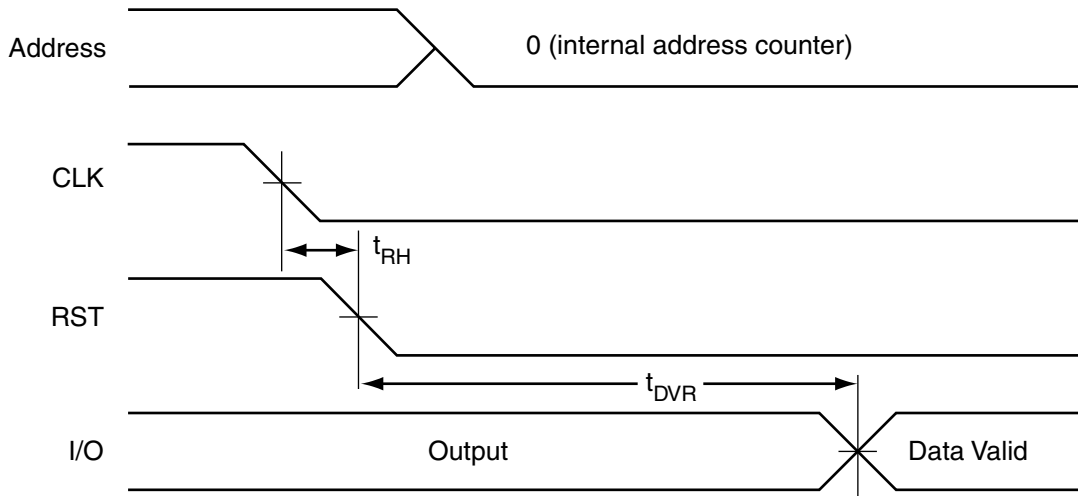 Address
0 (internal address counter)
CLK
tRH
RST
tDVR
I/O
Output
Data Valid